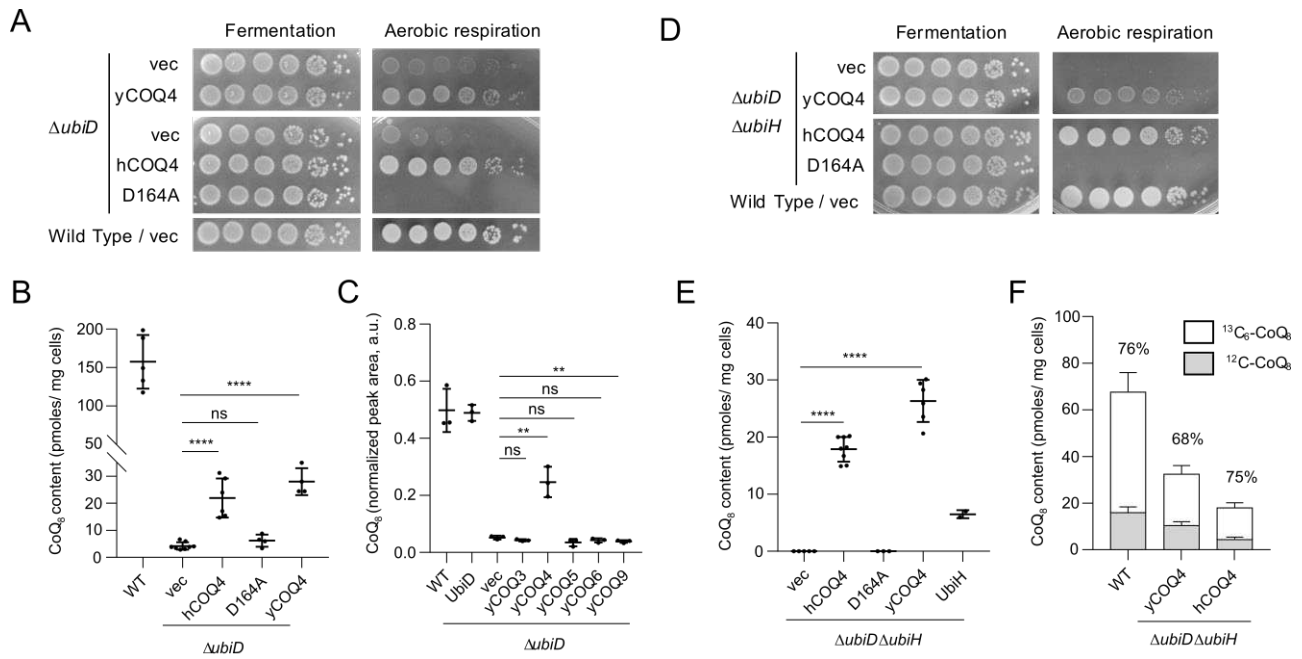 A
Fermentation
Aerobic respiration
ΔubiD
vec
yCOQ4
vec
hCOQ4
D164A
Wild Type / vec
D
Fermentation
Aerobic respiration
ΔubiD
ΔubiH
vec
yCOQ4
hCOQ4
D164A
Wild Type / vec
B
CoQ8 content (pmoles/ mg cells)
200
150
100
50
30
20
10
0
****
ns
****
WT
vec
hCOQ4
D164A
yCOQ4
ΔubiD
C
CoQ8 (normalized peak area, a.u.)
0.8
0.6
0.4
0.2
0.0
**
ns
ns
**
ns
WT
UbiD
vec
yCOQ3
yCOQ4
yCOQ5
yCOQ6
yCOQ9
ΔubiD
E
CoQ8 content (pmoles/ mg cells)
40
30
20
10
0
****
****
vec
hCOQ4
D164A
yCOQ4
UbiH
ΔubiD ΔubiH
F
CoQ8 content (pmoles/ mg cells)
100
80
60
40
20
0
13C6-CoQ8
12C-CoQ8
76%
68%
75%
WT
yCOQ4
hCOQ4
ΔubiD ΔubiH